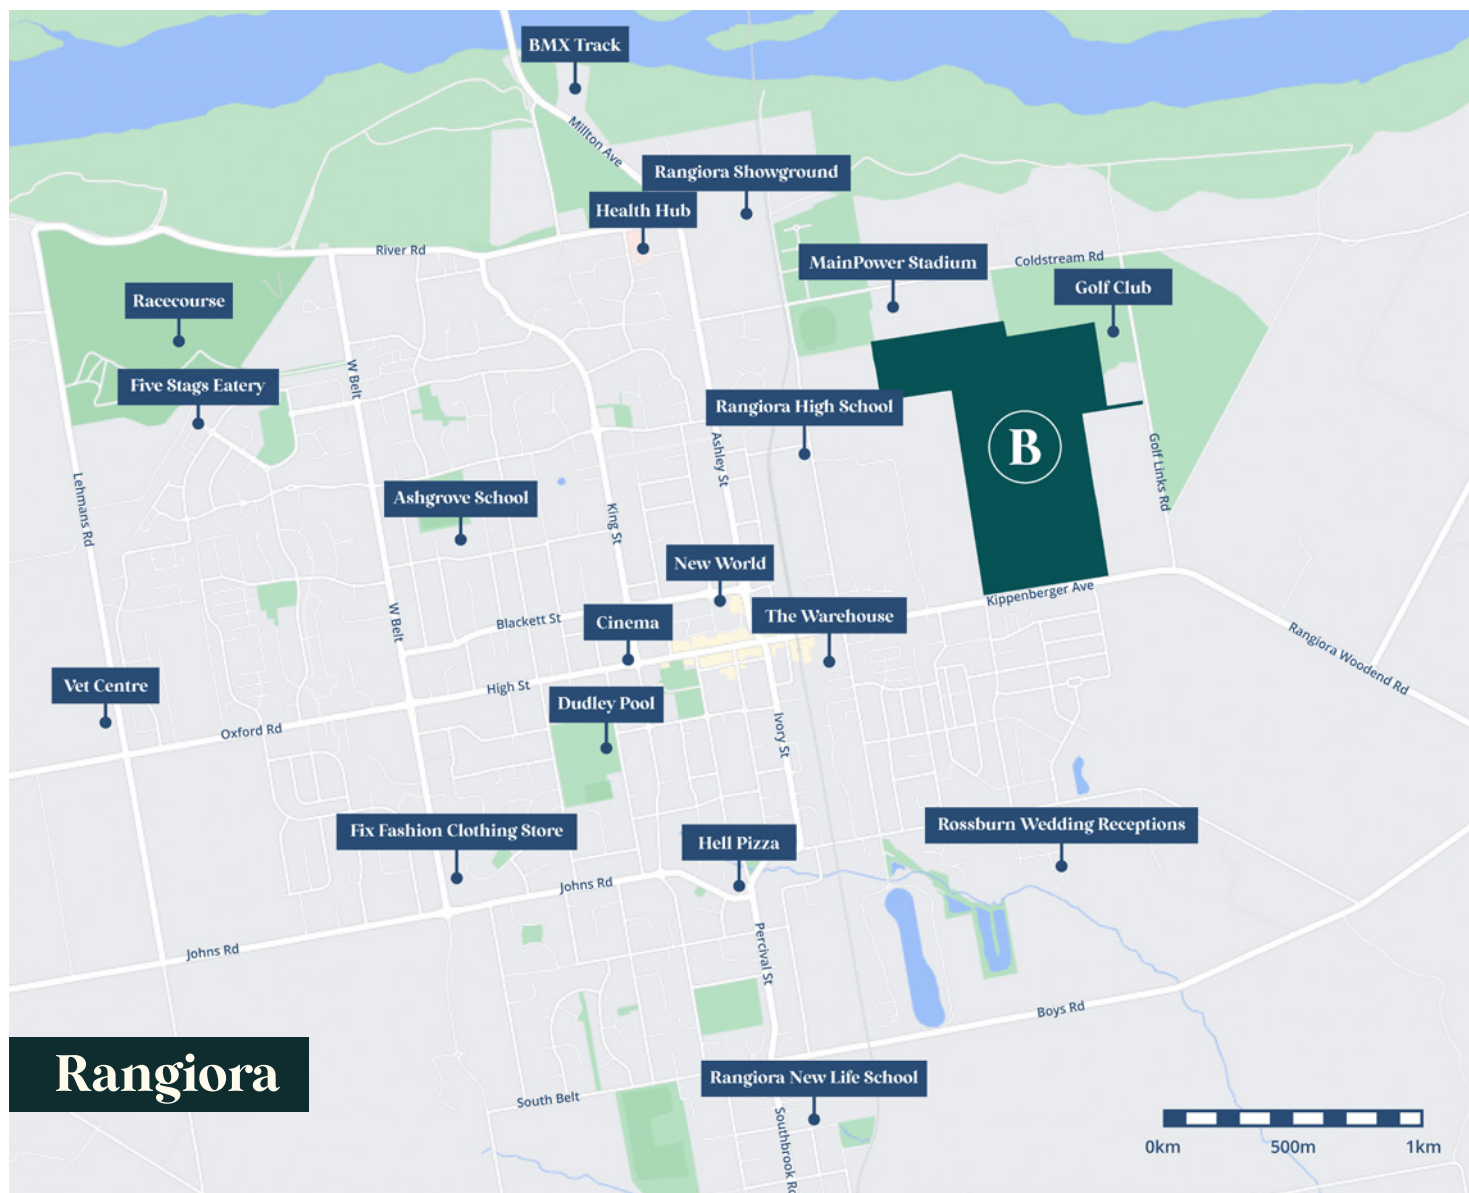 BMX Track
Millton Ave
Rangiora Showground
Health Hub
River Rd
MainPower Stadium
Coldstream Rd
Golf Club
Racecourse
Five Stags Eatery
W Belt
Rangiora High School
B
Ashley St
Golf Links Rd
Lehmans Rd
Ashgrove School
King St
New World
Kippenberger Ave
The Warehouse
Cinema
Blackett St
W Belt
Rangiora Woodend Rd
Vet Centre
High St
Dudley Pool
Oxford Rd
Ivory St
Fix Fashion Clothing Store
Hell Pizza
Rossburn Wedding Receptions
Johns Rd
Johns Rd
Percival St
Boys Rd
Rangiora
Rangiora New Life School
South Belt
Southbrook Rd
0km 500m 1km